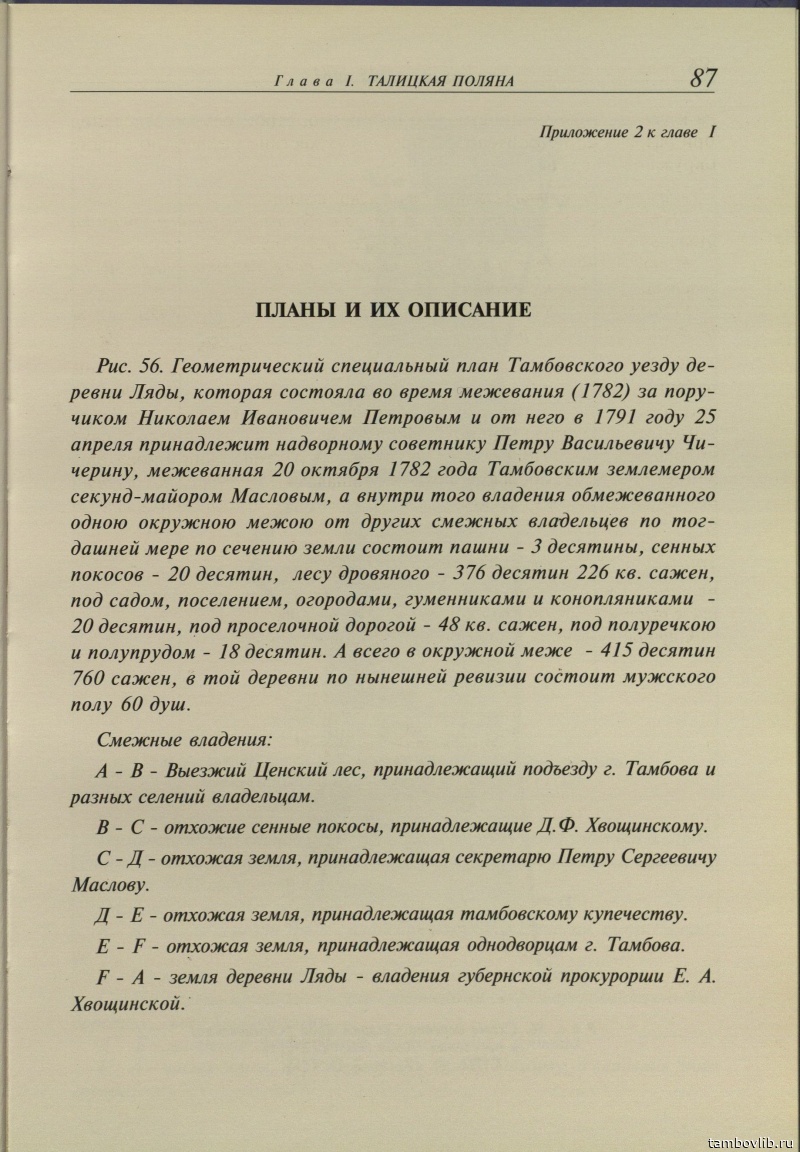 Глава I. ТАЛИЦКАЯ ПОЛЯНА 87
Приложение 2 к главе I
ПЛАНЫ И ИХ ОПИСАНИЕ
Рис. 56. Геометрический специальный план Тамбовского уезду де-
ревни Ляды, которая состояла во время межевания (1782) за пору-
чиком Николаем Ивановичем Петровым и от него в 1791 году 25
апреля принадлежит надворному советнику Петру Васильевичу Чи-
черину, межеванная 20 октября 1782 года Тамбовским землемером
секунд-майором Масловым, а внутри того владения обмежеванного
одною окружною межою от других смежных владельцев по тог-
дашней мере по сечению земли состоит пашни - 3 десятины, сенных
покосов - 20 десятин, лесу дровяного - 376 десятин 226 кв. сажен,
под садом, поселением, огородами, гуменниками и конопляниками -
20 десятин, под проселочной дорогой - 48 кв. сажен, под полуречкою
и полупрудом - 18 десятин. А всего в окружной меже - 415 десятин
760 сажен, в той деревни по нынешней ревизии состоит мужского
полу 60 душ.
Смежные владения:
А - В - Выезжий Ценский лес, принадлежащий подъезду г. Тамбова и
разных селений владельцам.
В - С - отхожие сенные покосы, принадлежащие Д.Ф. Хвощинскому.
С - Д - отхожая земля, принадлежащая секретарю Петру Сергеевичу
Маслову.
Д - Е - отхожая земля, принадлежащая тамбовскому купечеству.
Е - F - отхожая земля, принадлежащая однодворцам г. Тамбова.
F - А - земля деревни Ляды - владения губернской прокурорши Е. А.
Хвощинской.
tambovlib.ru